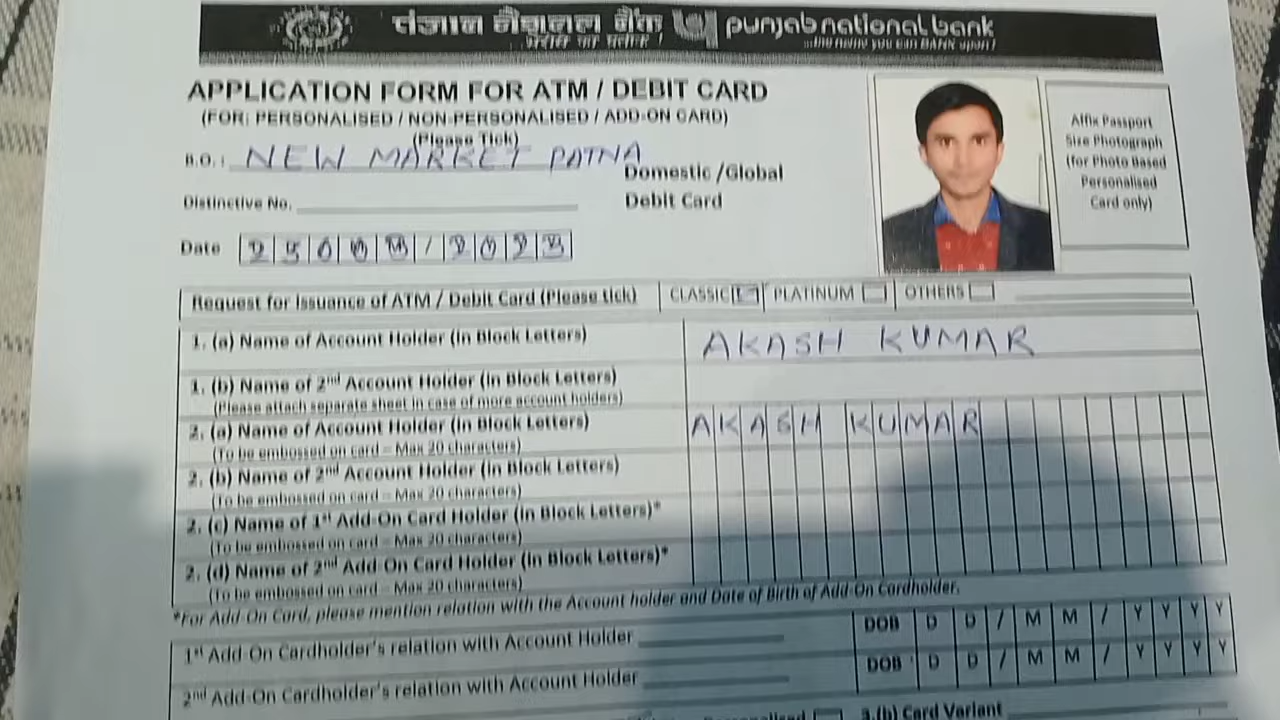 पंजाब नैशनल बैंक punjab national bank
भरोसे का प्रतीक ! ...the name you can BANK upon !
APPLICATION FORM FOR ATM / DEBIT CARD
(FOR: PERSONALISED / NON-PERSONALISED / ADD-ON CARD)
(Please Tick)
B.O.: NEW MARKET PATNA
Domestic /Global
Debit Card
Distinctive No.
Affix Passport
Size Photograph
(for Photo Based
Personalised
Card only)
Date / 2023
Request for Issuance of ATM / Debit Card (Please tick) CLASSIC PLATINUM OTHERS
1. (a) Name of Account Holder (In Block Letters) AKASH KUMAR
1. (b) Name of 2nd Account Holder (In Block Letters)
(Please attach separate sheet in case of more account holders)
2. (a) Name of Account Holder (In Block Letters) AKASH KUMAR
(To be embossed on card – Max 20 characters)
2. (b) Name of 2nd Account Holder (In Block Letters)
(To be embossed on card – Max 20 characters)
2. (c) Name of 1st Add-On Card Holder (In Block Letters)*
(To be embossed on card – Max 20 characters)
2. (d) Name of 2nd Add-On Card Holder (In Block Letters)*
(To be embossed on card – Max 20 characters)
*For Add-On Card, please mention relation with the Account holder and Date of Birth of Add-On Cardholder.
1st Add-On Cardholder's relation with Account Holder DOB D D / M M / Y Y Y Y
2nd Add-On Cardholder's relation with Account Holder DOB D D / M M / Y Y Y Y
Personalised 3.(b) Card Variant